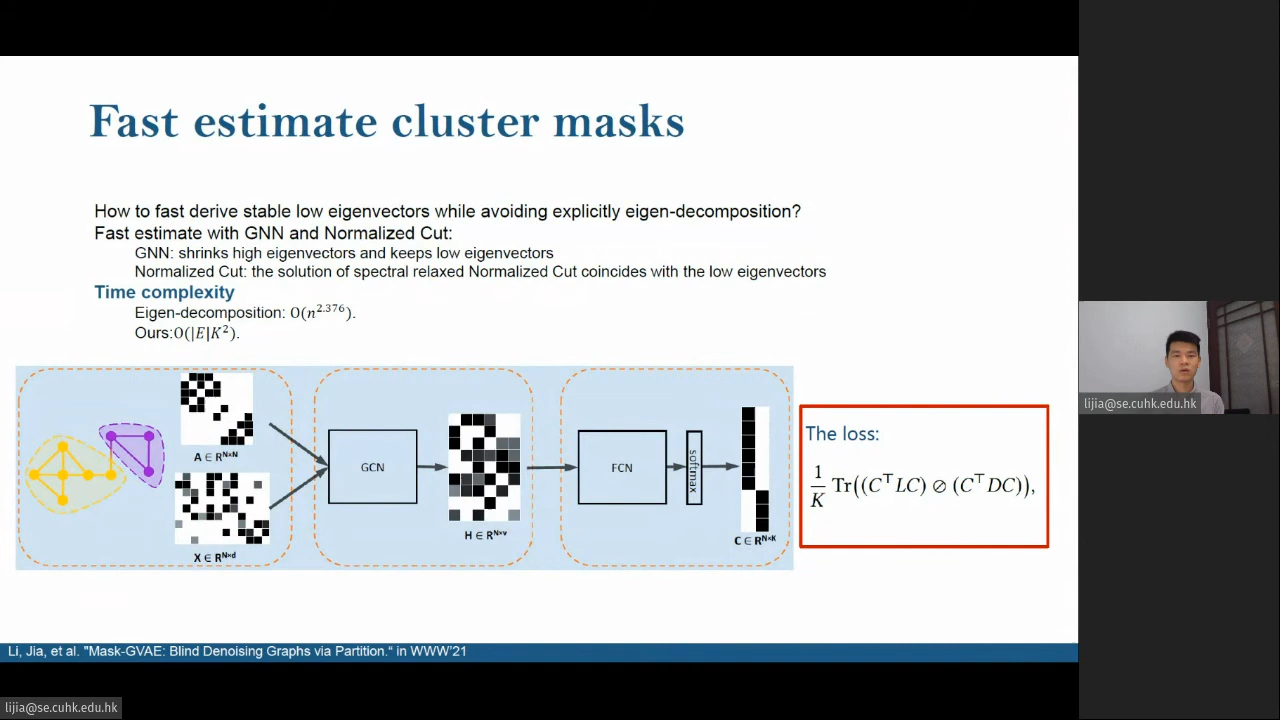 Fast estimate cluster masks
How to fast derive stable low eigenvectors while avoiding explicitly eigen-decomposition?
Fast estimate with GNN and Normalized Cut:
GNN: shrinks high eigenvectors and keeps low eigenvectors
Normalized Cut: the solution of spectral relaxed Normalized Cut coincides with the low eigenvectors
Time complexity
Eigen-decomposition: O(n^2.376).
Ours:O(|E|K²).
A ∈ R^N×N
X ∈ R^N×d
GCN
H ∈ R^N×v
FCN
softmax
C ∈ R^N×K
The loss:
1/K Tr((C^⊤LC) ⊘ (C^⊤DC)),
lijia@se.cuhk.edu.hk
Li, Jia, et al. "Mask-GVAE: Blind Denoising Graphs via Partition." in WWW'21
lijia@se.cuhk.edu.hk